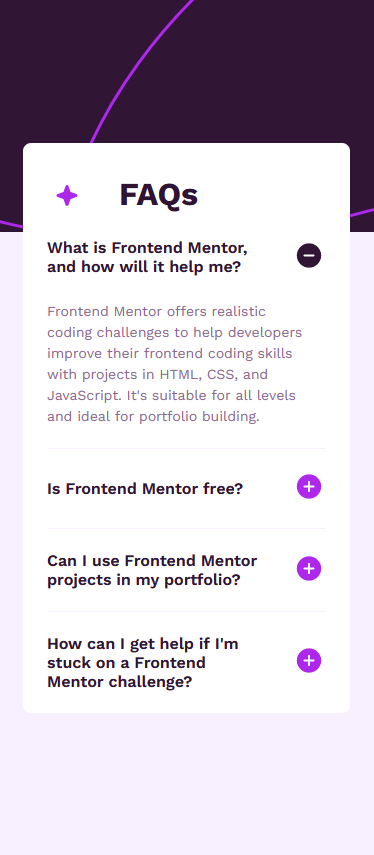 FAQs
What is Frontend Mentor,
and how will it help me?
Frontend Mentor offers realistic
coding challenges to help developers
improve their frontend coding skills
with projects in HTML, CSS, and
JavaScript. It's suitable for all levels
and ideal for portfolio building.
Is Frontend Mentor free?
Can I use Frontend Mentor
projects in my portfolio?
How can I get help if I'm
stuck on a Frontend
Mentor challenge?